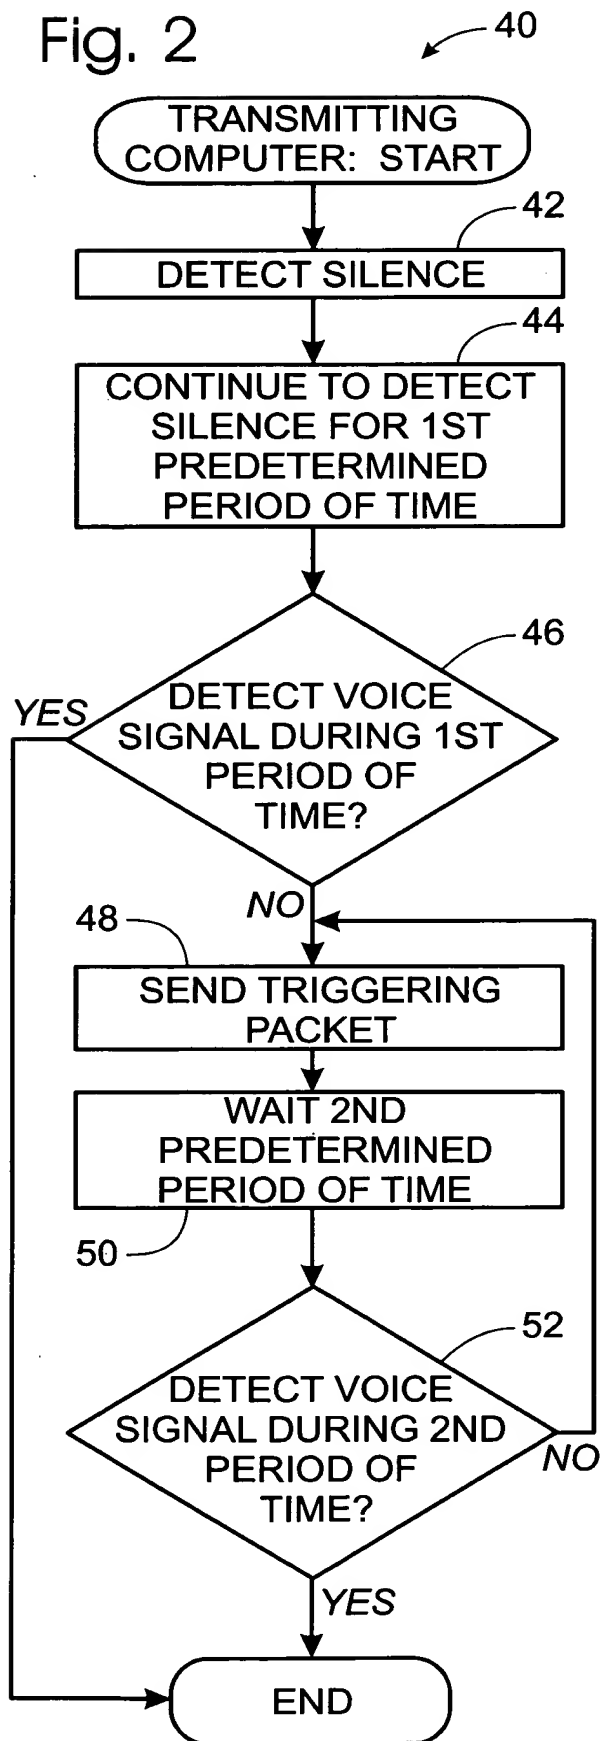 Fig. 2
40
TRANSMITTING
COMPUTER: START
42
DETECT SILENCE
44
CONTINUE TO DETECT
SILENCE FOR 1ST
PREDETERMINED
PERIOD OF TIME
46
YES
DETECT VOICE
SIGNAL DURING 1ST
PERIOD OF
TIME?
NO
48
SEND TRIGGERING
PACKET
WAIT 2ND
PREDETERMINED
PERIOD OF TIME
50
52
DETECT VOICE
SIGNAL DURING 2ND
PERIOD OF
TIME?
NO
YES
END